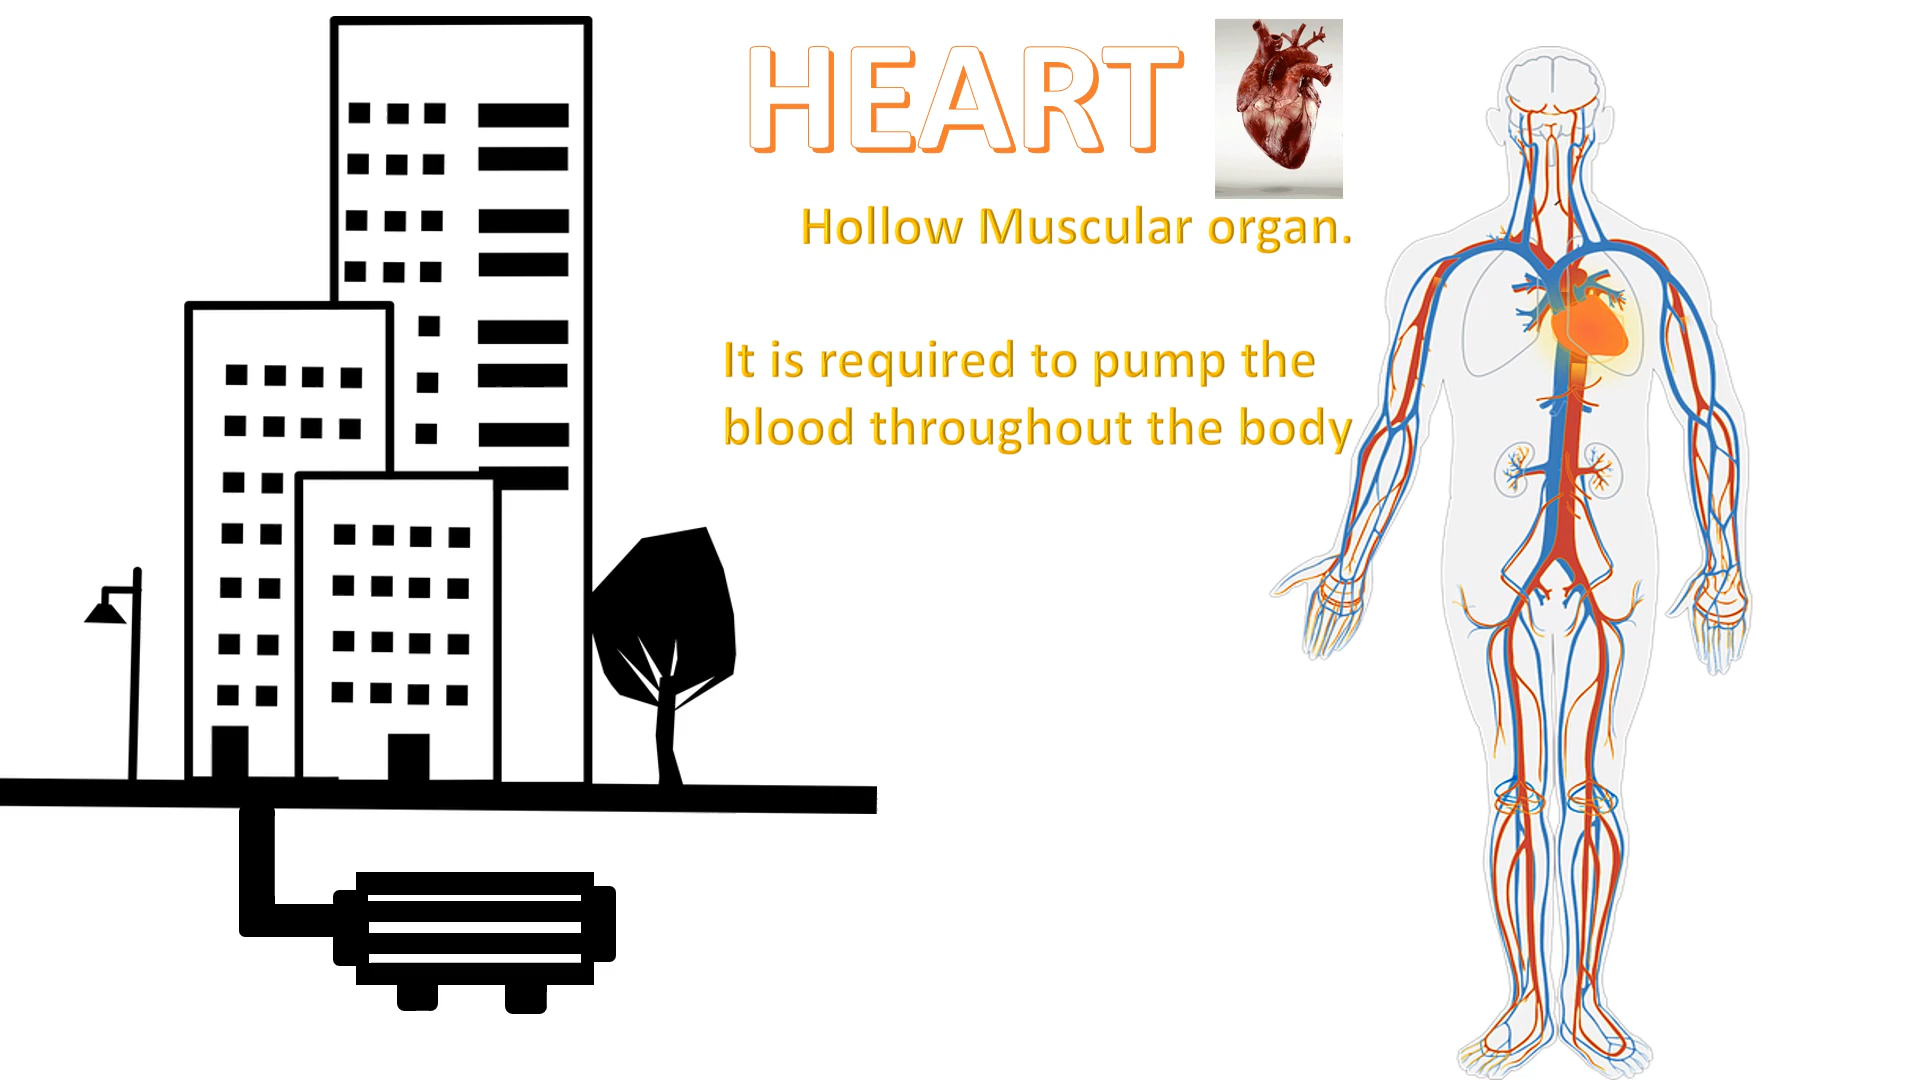 HEART
Hollow Muscular organ.
It is required to pump the
blood throughout the body